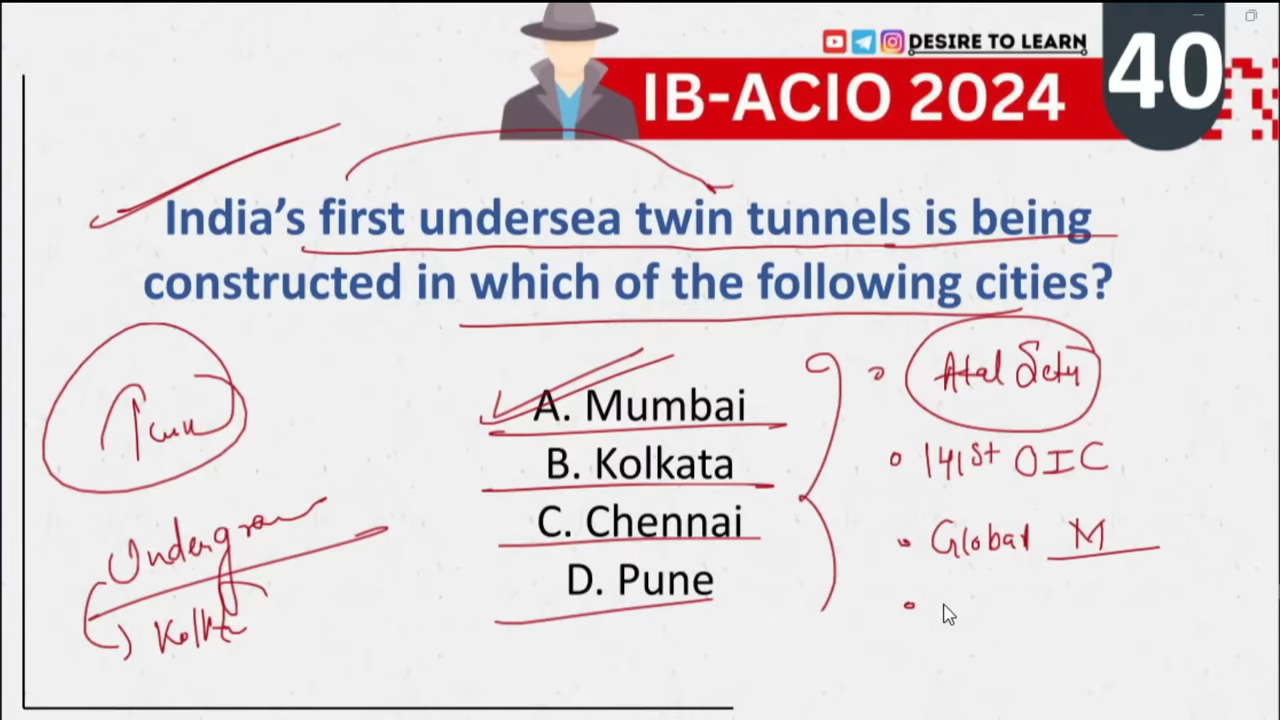 DESIRE TO LEARN
IB-ACIO 2024
40
India's first undersea twin tunnels is being
constructed in which of the following cities?
A. Mumbai
B. Kolkata
C. Chennai
D. Pune
Atal Setu
141st OIC
Global M